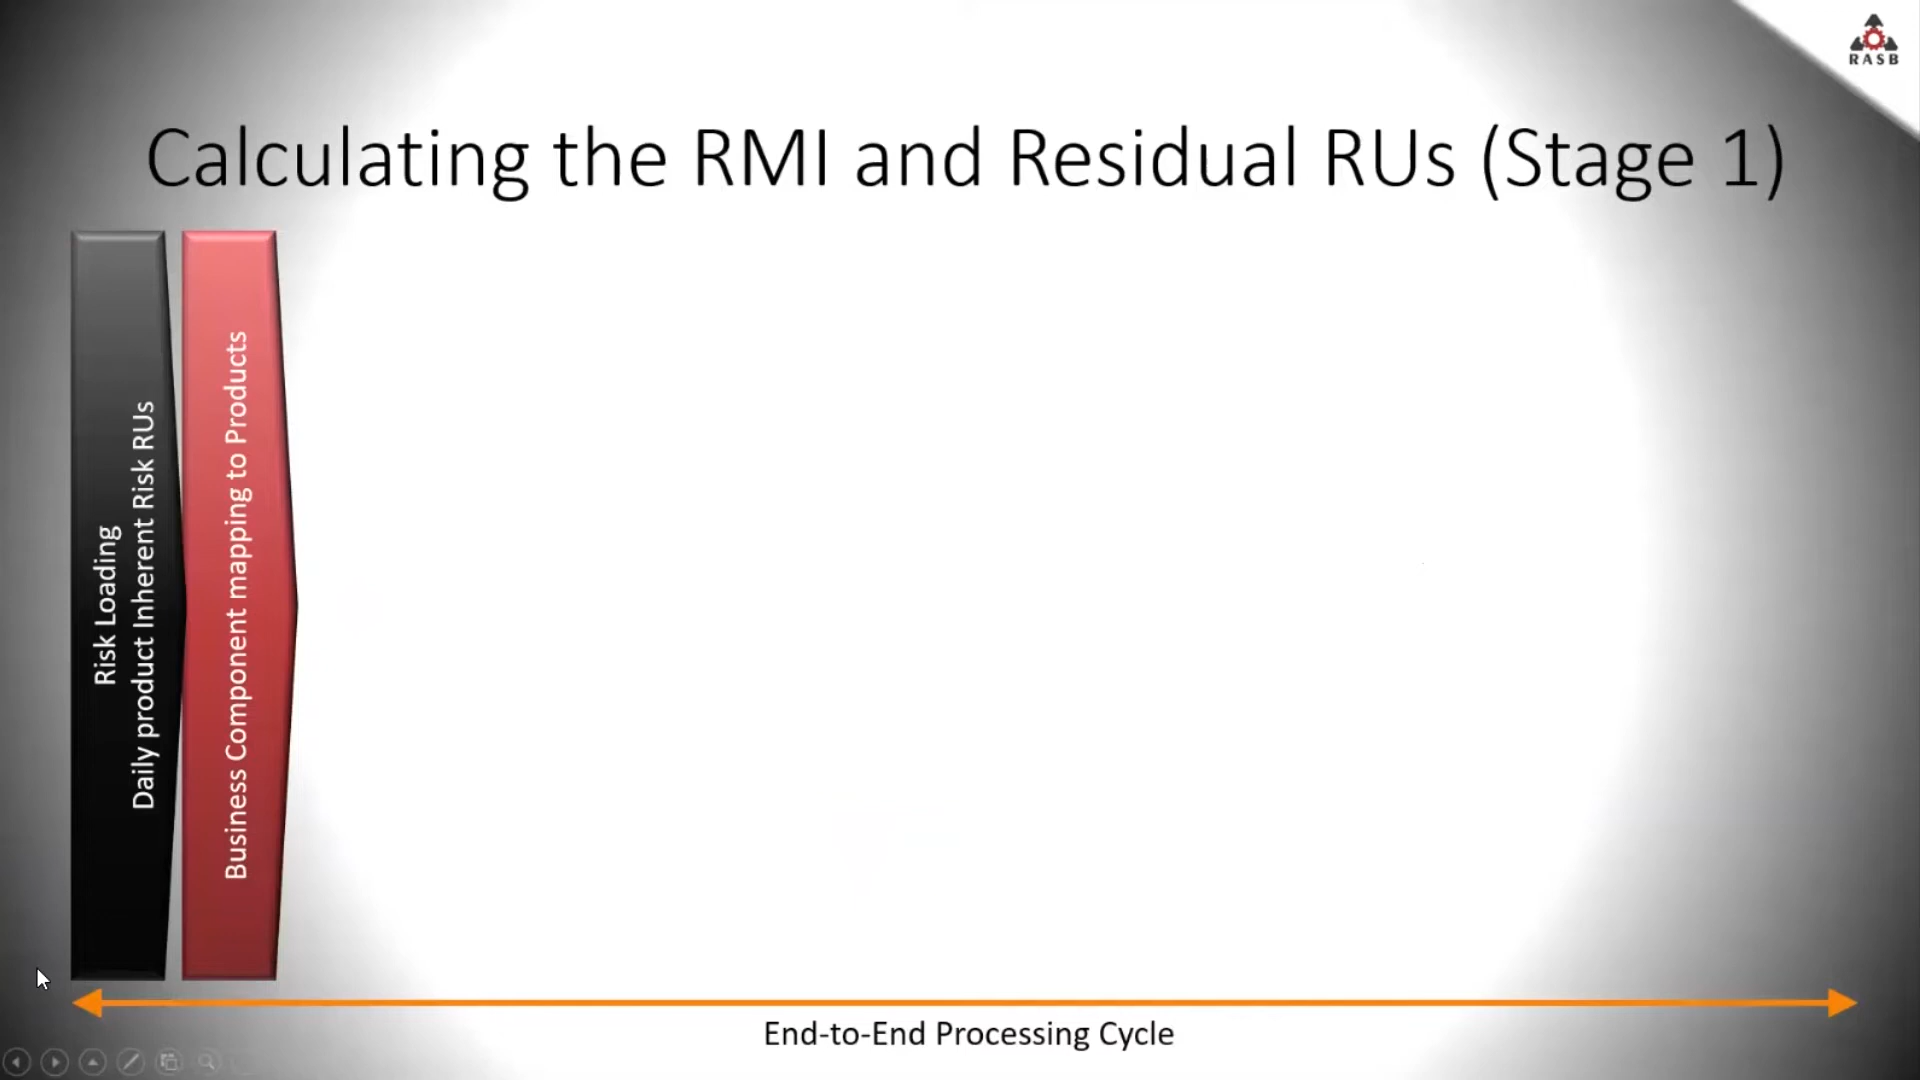 RASB
Calculating the RMI and Residual RUs (Stage 1)
Risk Loading
Daily product Inherent Risk RUs
Business Component mapping to Products
End-to-End Processing Cycle